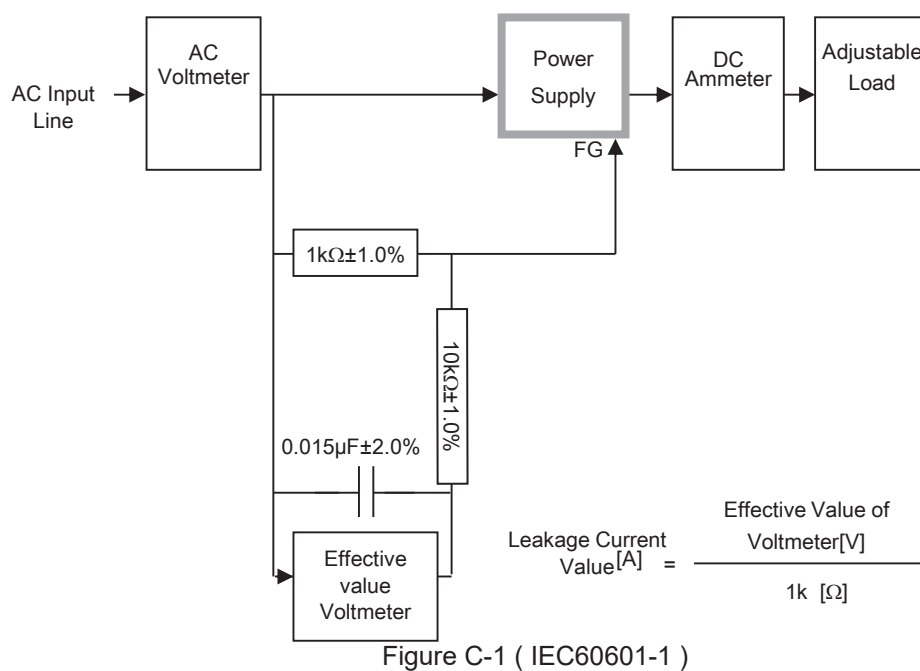 AC Input
Line
AC
Voltmeter
Power
Supply
FG
DC
Ammeter
Adjustable
Load
1kΩ±1.0%
10kΩ±1.0%
0.015µF±2.0%
Effective
value
Voltmeter
Leakage Current
Value[A] =
Effective Value of
Voltmeter[V]
1k [Ω]
Figure C-1 ( IEC60601-1 )